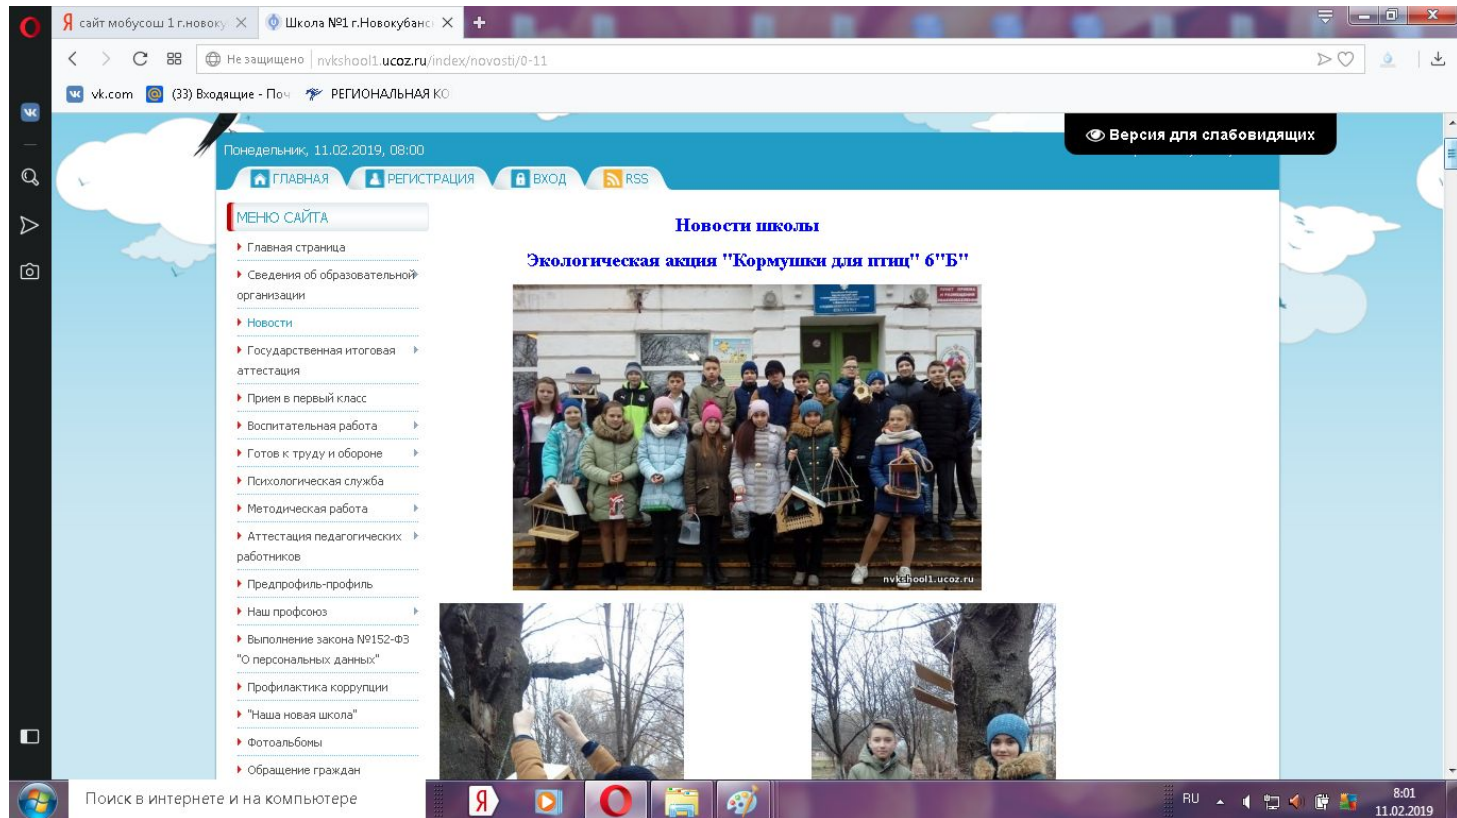 сайт мобусош 1 г.новоку
Школа №1 г.Новокубанс
Не защищено nvkshool1.ucoz.ru/index/novosti/0-11
vk.com (33) Входящие - Поч РЕГИОНАЛЬНАЯ КО
Версия для слабовидящих
Понедельник, 11.02.2019, 08:00
ГЛАВНАЯ РЕГИСТРАЦИЯ ВХОД RSS
МЕНЮ САЙТА
Главная страница
Сведения об образовательной
организации
Новости
Государственная итоговая
аттестация
Прием в первый класс
Воспитательная работа
Готов к труду и обороне
Психологическая служба
Методическая работа
Аттестация педагогических
работников
Предпрофиль-профиль
Наш профсоюз
Выполнение закона №152-ФЗ
"О персональных данных"
Профилактика коррупции
"Наша новая школа"
Фотоальбомы
Обращение граждан
Новости школы
Экологическая акция "Кормушки для птиц" 6"Б"
nvkshool1.ucoz.ru
Поиск в интернете и на компьютере
RU
8:01
11.02.2019